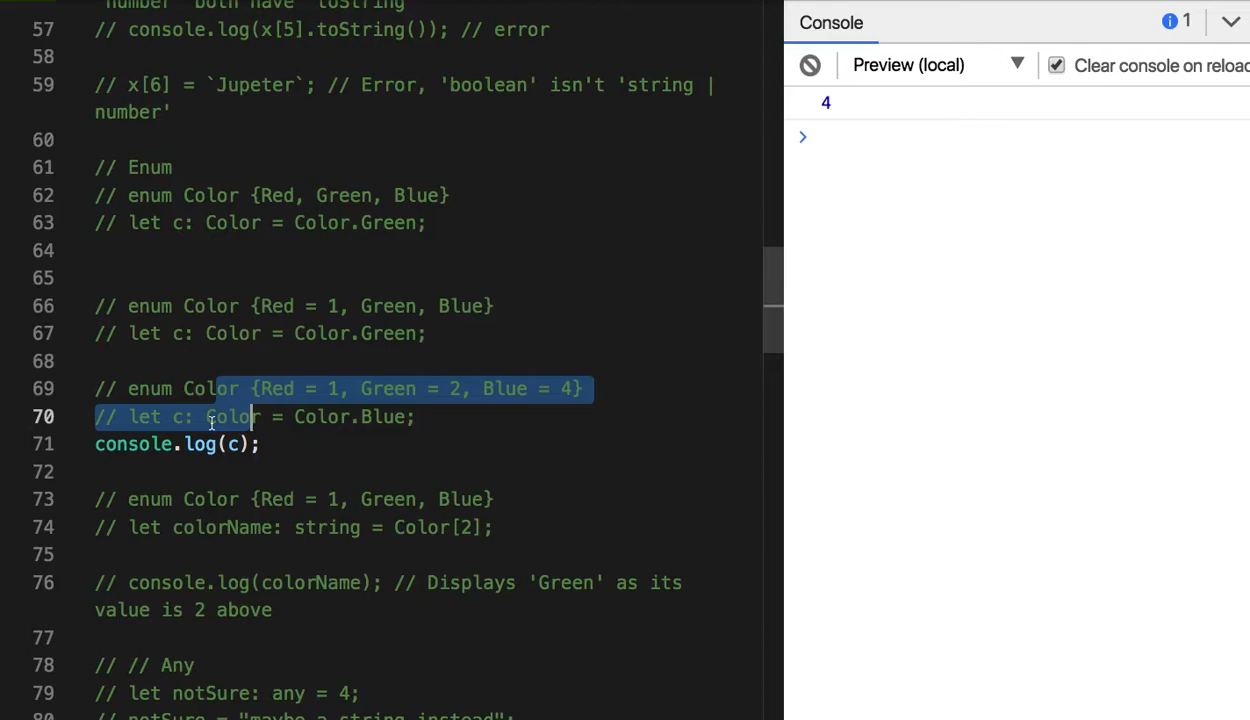 'number' both have 'toString'
57 // console.log(x[5].toString()); // error
58
59 // x[6] = `Jupeter`; // Error, 'boolean' isn't 'string |
number'
60
61 // Enum
62 // enum Color {Red, Green, Blue}
63 // let c: Color = Color.Green;
64
65
66 // enum Color {Red = 1, Green, Blue}
67 // let c: Color = Color.Green;
68
69 // enum Color {Red = 1, Green = 2, Blue = 4}
70 // let c: Color = Color.Blue;
71 console.log(c);
72
73 // enum Color {Red = 1, Green, Blue}
74 // let colorName: string = Color[2];
75
76 // console.log(colorName); // Displays 'Green' as its
value is 2 above
77
78 // // Any
79 // let notSure: any = 4;
80 // notSure = "maybe a string instead";
Console
1
Preview (local)
Clear console on reload
4